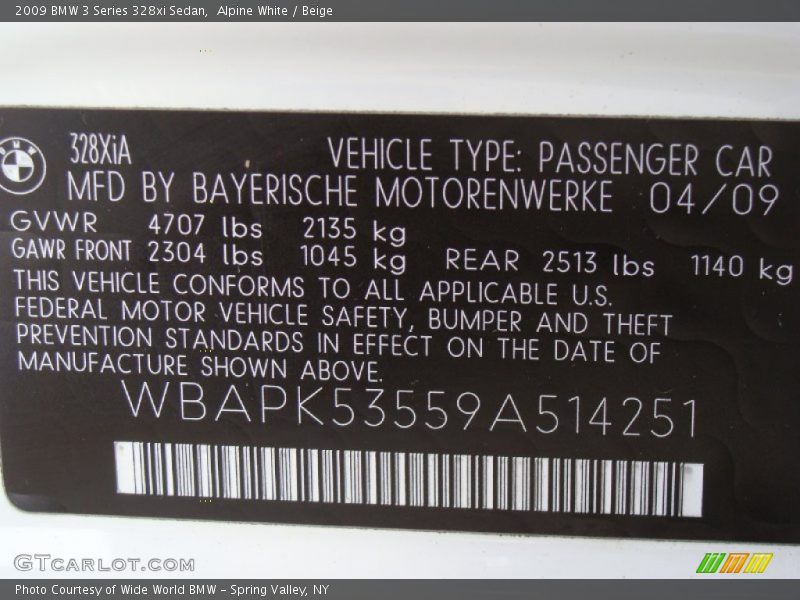 2009 BMW 3 Series 328xi Sedan,  Alpine White / Beige
BMW
328XiA
VEHICLE TYPE: PASSENGER CAR
MFD BY BAYERISCHE MOTORENWERKE 04/09
GVWR 4707 lbs 2135 kg
GAWR FRONT 2304 lbs 1045 kg REAR 2513 lbs 1140 kg
THIS VEHICLE CONFORMS TO ALL APPLICABLE U.S.
FEDERAL MOTOR VEHICLE SAFETY, BUMPER AND THEFT
PREVENTION STANDARDS IN EFFECT ON THE DATE OF
MANUFACTURE SHOWN ABOVE.
WBAPK53559A514251
GTCARLOT.COM
Photo Courtesy of Wide World BMW – Spring Valley, NY